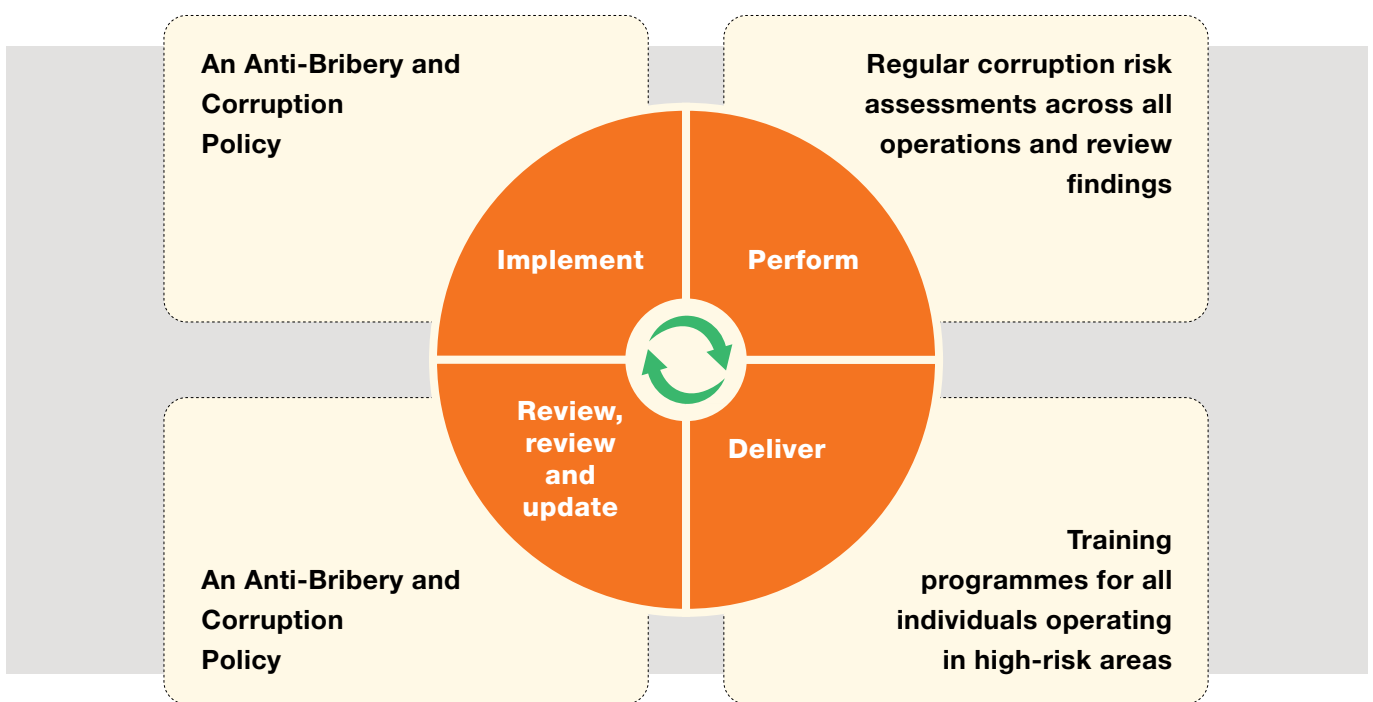 An Anti-Bribery and
Corruption
Policy
Regular corruption risk
assessments across all
operations and review
findings
Implement
Perform
Review,
review
and
update
Deliver
An Anti-Bribery and
Corruption
Policy
Training
programmes for all
individuals operating
in high-risk areas